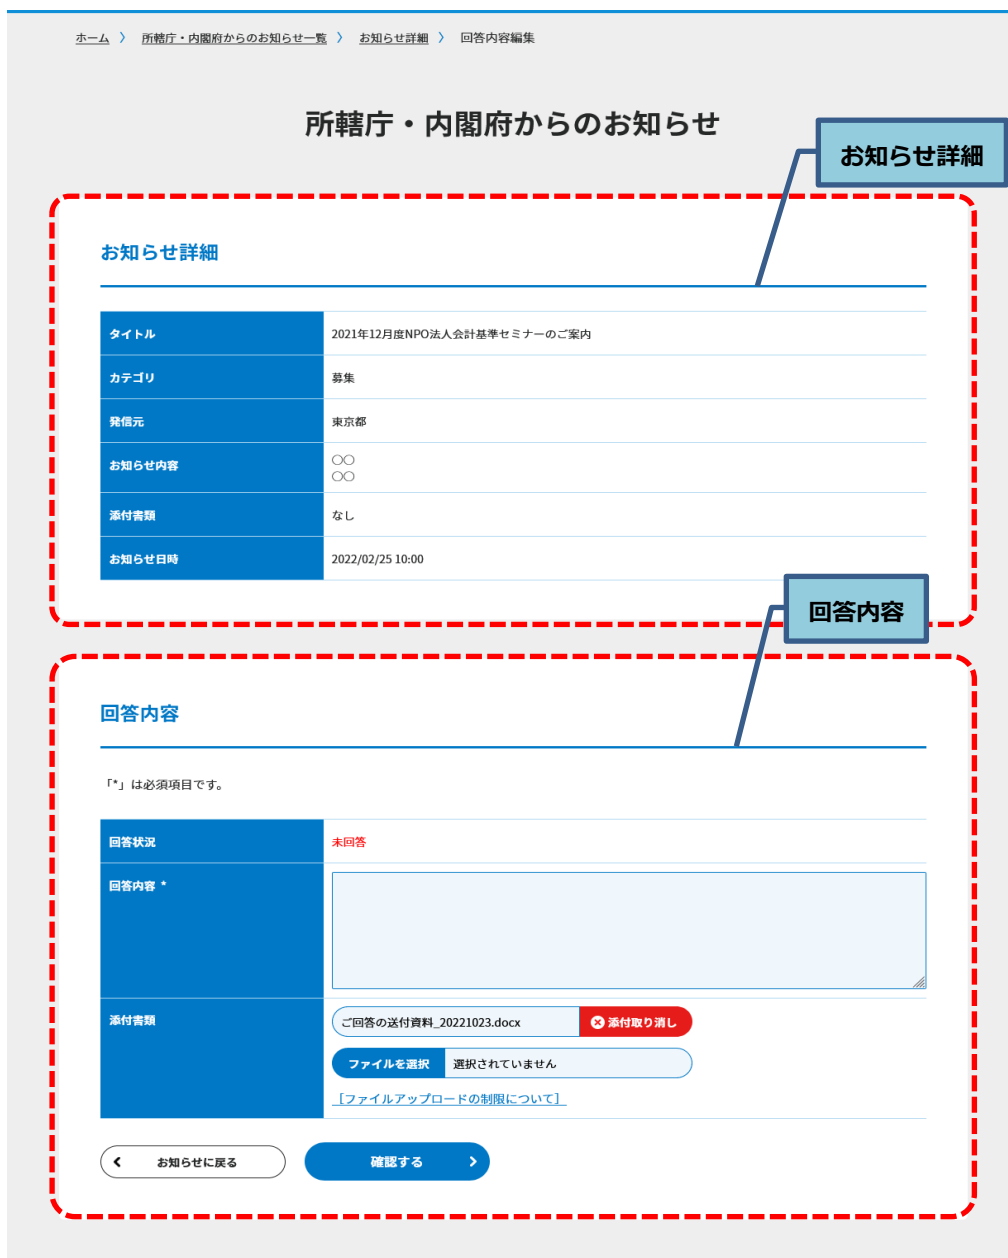 ホーム 〉 所轄庁・内閣府からのお知らせ一覧 〉 お知らせ詳細 〉 回答内容編集
所轄庁・内閣府からのお知らせ
お知らせ詳細
お知らせ詳細
タイトル 2021年12月度NPO法人会計基準セミナーのご案内
カテゴリ 募集
発信元 東京都
お知らせ内容 〇〇
〇〇
添付書類 なし
お知らせ日時 2022/02/25 10:00
回答内容
回答内容
「*」は必須項目です。
回答状況 未回答
回答内容 *
添付書類 ご回答の送付資料_20221023.docx 添付取り消し
ファイルを選択 選択されていません
［ファイルアップロードの制限について］
お知らせに戻る 確認する